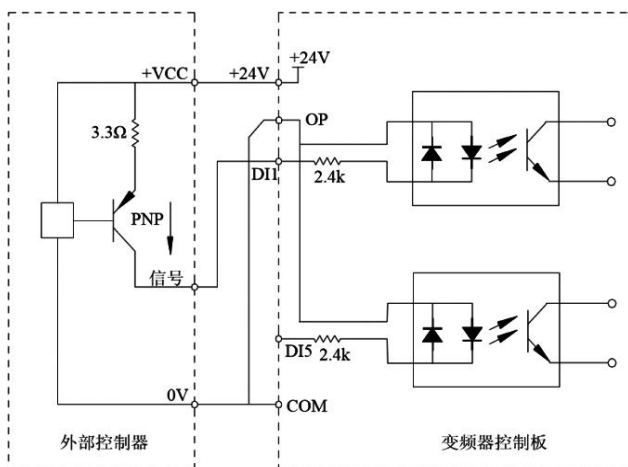 +24V
+VCC
+24V
OP
3.3Ω
DI1
2.4k
PNP
信号
DI5
2.4k
0V
COM
外部控制器
变频器控制板